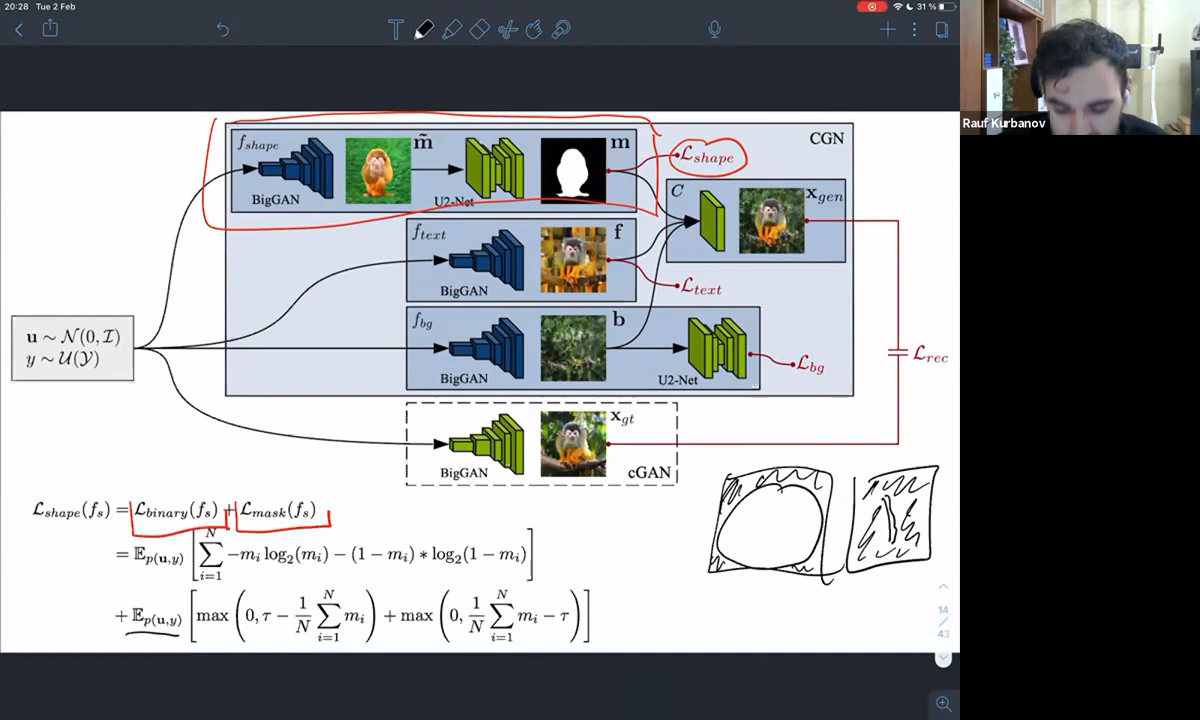 20:28 Tue 2 Feb
31 %
T
Rauf Kurbanov
f_shape
m̃
m
BigGAN
U2-Net
ℒ_shape
CGN
C
x_gen
f_text
f
BigGAN
ℒ_text
u ∼ 𝒩(0, ℐ)
y ∼ 𝒰(𝒴)
f_bg
b
BigGAN
U2-Net
ℒ_bg
ℒ_rec
x_gt
BigGAN
cGAN
ℒ_shape(f_s) = ℒ_binary(f_s) + ℒ_mask(f_s)
= 𝔼_p(u,y) [ ∑_{i=1}^{N} −m_i log_2(m_i) − (1 − m_i) ∗ log_2(1 − m_i) ]
+ 𝔼_p(u,y) [ max ( 0, τ − 1/N ∑_{i=1}^{N} m_i ) + max ( 0, 1/N ∑_{i=1}^{N} m_i − τ ) ]
14
/
43